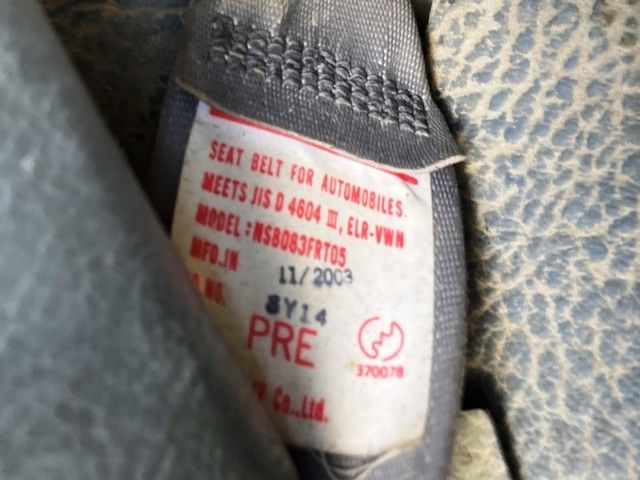 SEAT BELT FOR AUTOMOBILES
MEETS JIS D 4604 III, ELR-VWN
MODEL: NSB083FRT05
MFD.IN 11/2003
NO. 8Y14
PRE
370078
Co.,Ltd.